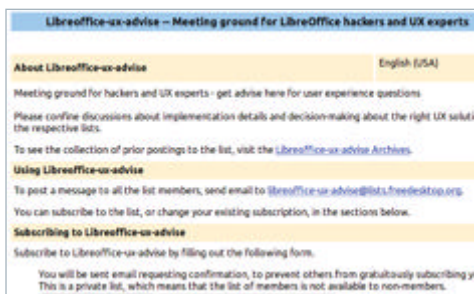 Libreoffice-ux-advise -- Meeting ground for LibreOffice hackers and UX experts
About Libreoffice-ux-advise
English (USA)
Meeting ground for hackers and UX experts - get advise here for user experience questions
Please confine discussions about implementation details and decision-making about the right UX soluti
the respective lists.
To see the collection of prior postings to the list, visit the Libreoffice-ux-advise Archives.
Using Libreoffice-ux-advise
To post a message to all the list members, send email to libreoffice-ux-advise@lists.freedesktop.org.
You can subscribe to the list, or change your existing subscription, in the sections below.
Subscribing to Libreoffice-ux-advise
Subscribe to Libreoffice-ux-advise by filling out the following form.
You will be sent email requesting confirmation, to prevent others from gratuitously subscribing y
This is a private list, which means that the list of members is not available to non-members.